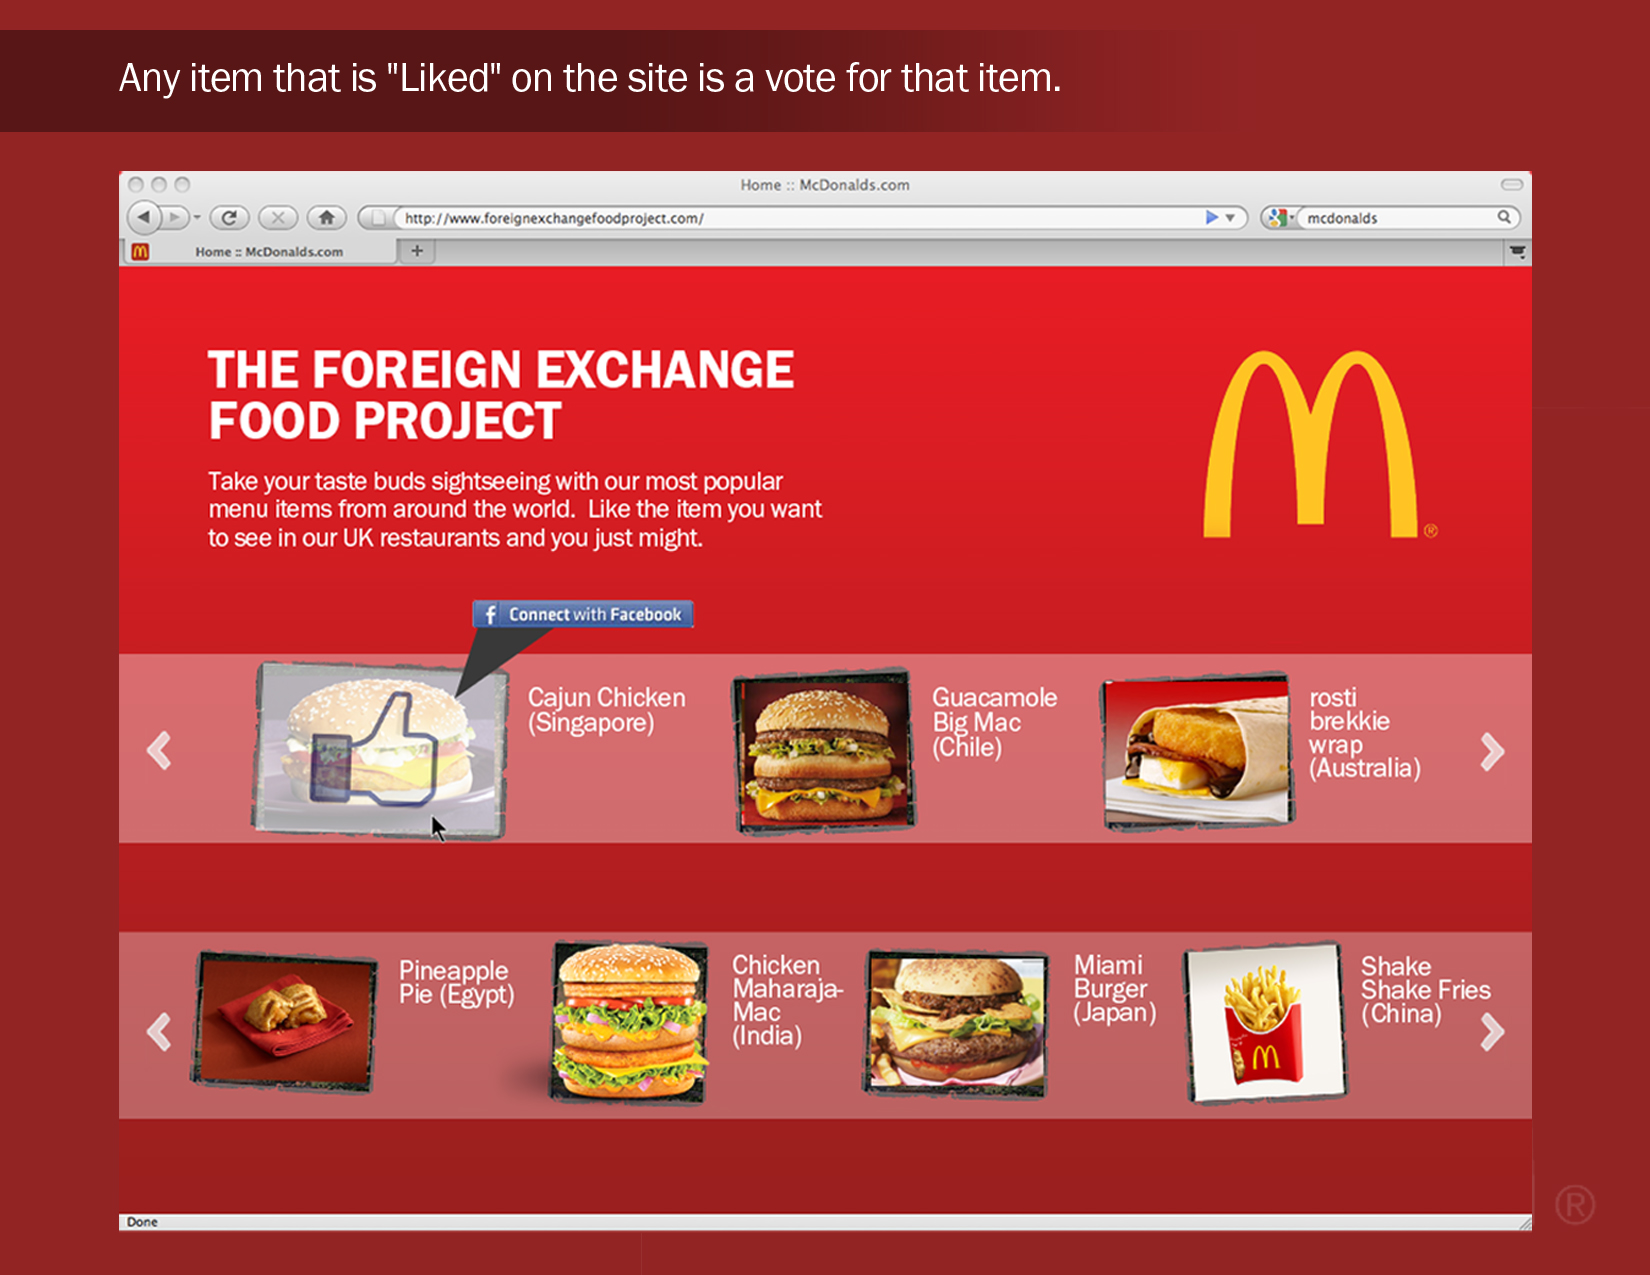 Any item that is "Liked" on the site is a vote for that item.
Home :: McDonalds.com
http://www.foreignexchangefoodproject.com/
mcdonalds
Home :: McDonalds.com
THE FOREIGN EXCHANGE
FOOD PROJECT
Take your taste buds sightseeing with our most popular
menu items from around the world. Like the item you want
to see in our UK restaurants and you just might.
®
f Connect with Facebook
Cajun Chicken
(Singapore)
Guacamole
Big Mac
(Chile)
rosti
brekkie
wrap
(Australia)
Pineapple
Pie (Egypt)
Chicken
Maharaja-
Mac
(India)
Miami
Burger
(Japan)
Shake
Shake Fries
(China)
Done
®